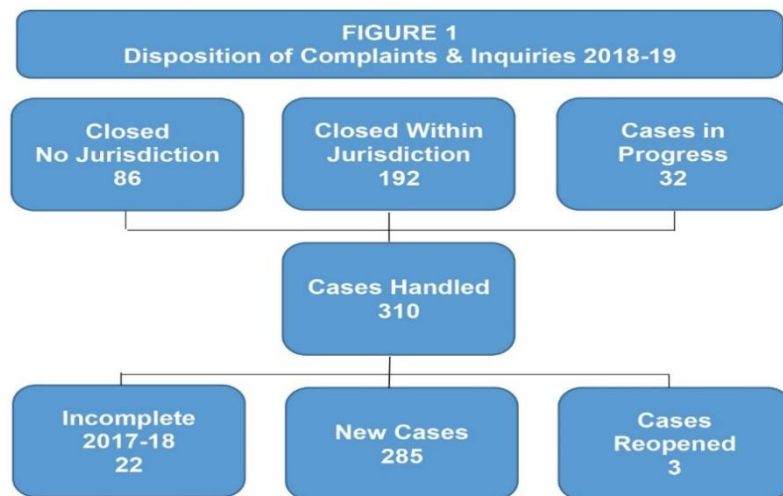 FIGURE 1
Disposition of Complaints & Inquiries 2018-19
Closed
No Jurisdiction
86
Closed Within
Jurisdiction
192
Cases in
Progress
32
Cases Handled
310
Incomplete
2017-18
22
New Cases
285
Cases
Reopened
3